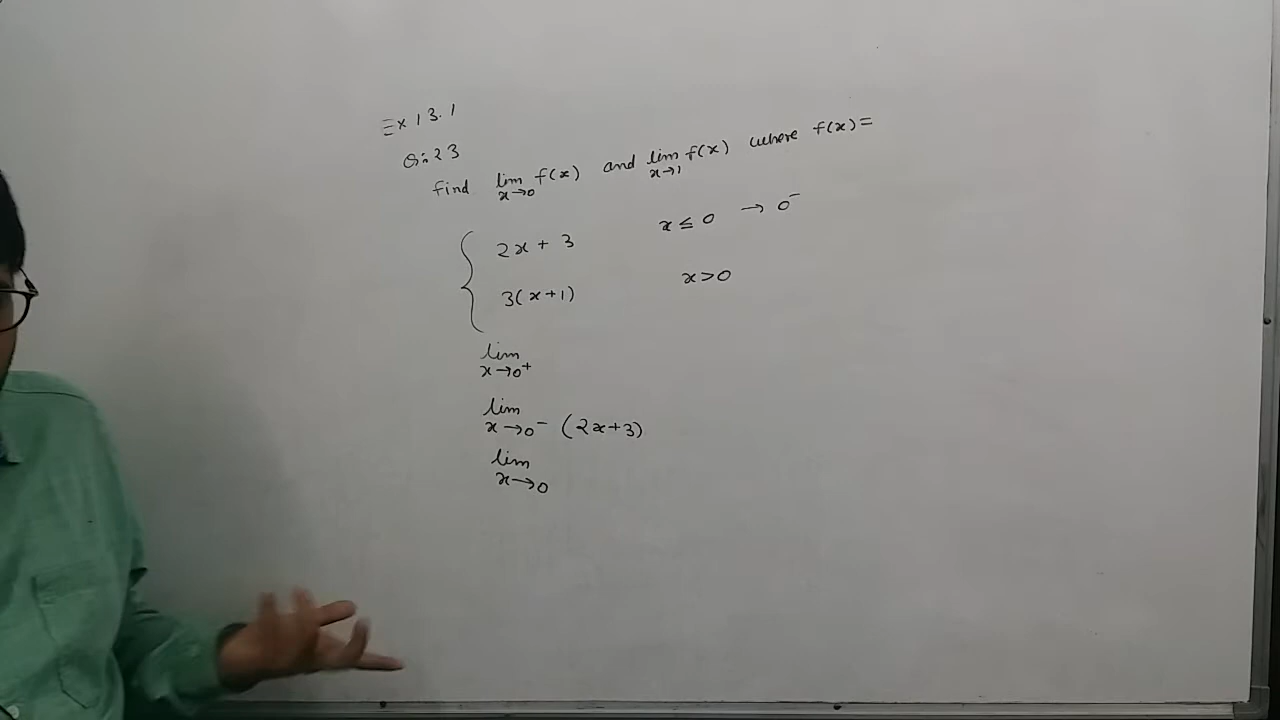 Ex 13.1
Q:23
Find lim x→0 f(x) and lim x→1 f(x) where f(x)=
{ 2x + 3 x ≤ 0 → 0⁻
3(x+1) x>0
lim x→0⁺
lim x→0⁻ (2x+3)
lim x→0